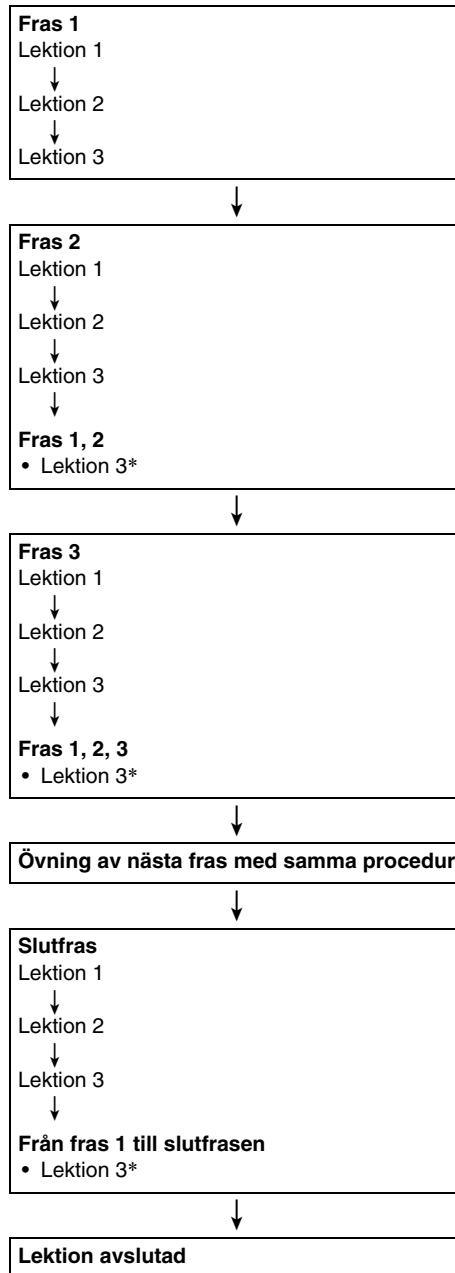 Fras 1
Lektion 1
↓
Lektion 2
↓
Lektion 3
↓
Fras 2
Lektion 1
↓
Lektion 2
↓
Lektion 3
↓
Fras 1, 2
• Lektion 3*
↓
Fras 3
Lektion 1
↓
Lektion 2
↓
Lektion 3
↓
Fras 1, 2, 3
• Lektion 3*
↓
Övning av nästa fras med samma procedur
↓
Slutfras
Lektion 1
↓
Lektion 2
↓
Lektion 3
↓
Från fras 1 till slutfrasen
• Lektion 3*
↓
Lektion avslutad